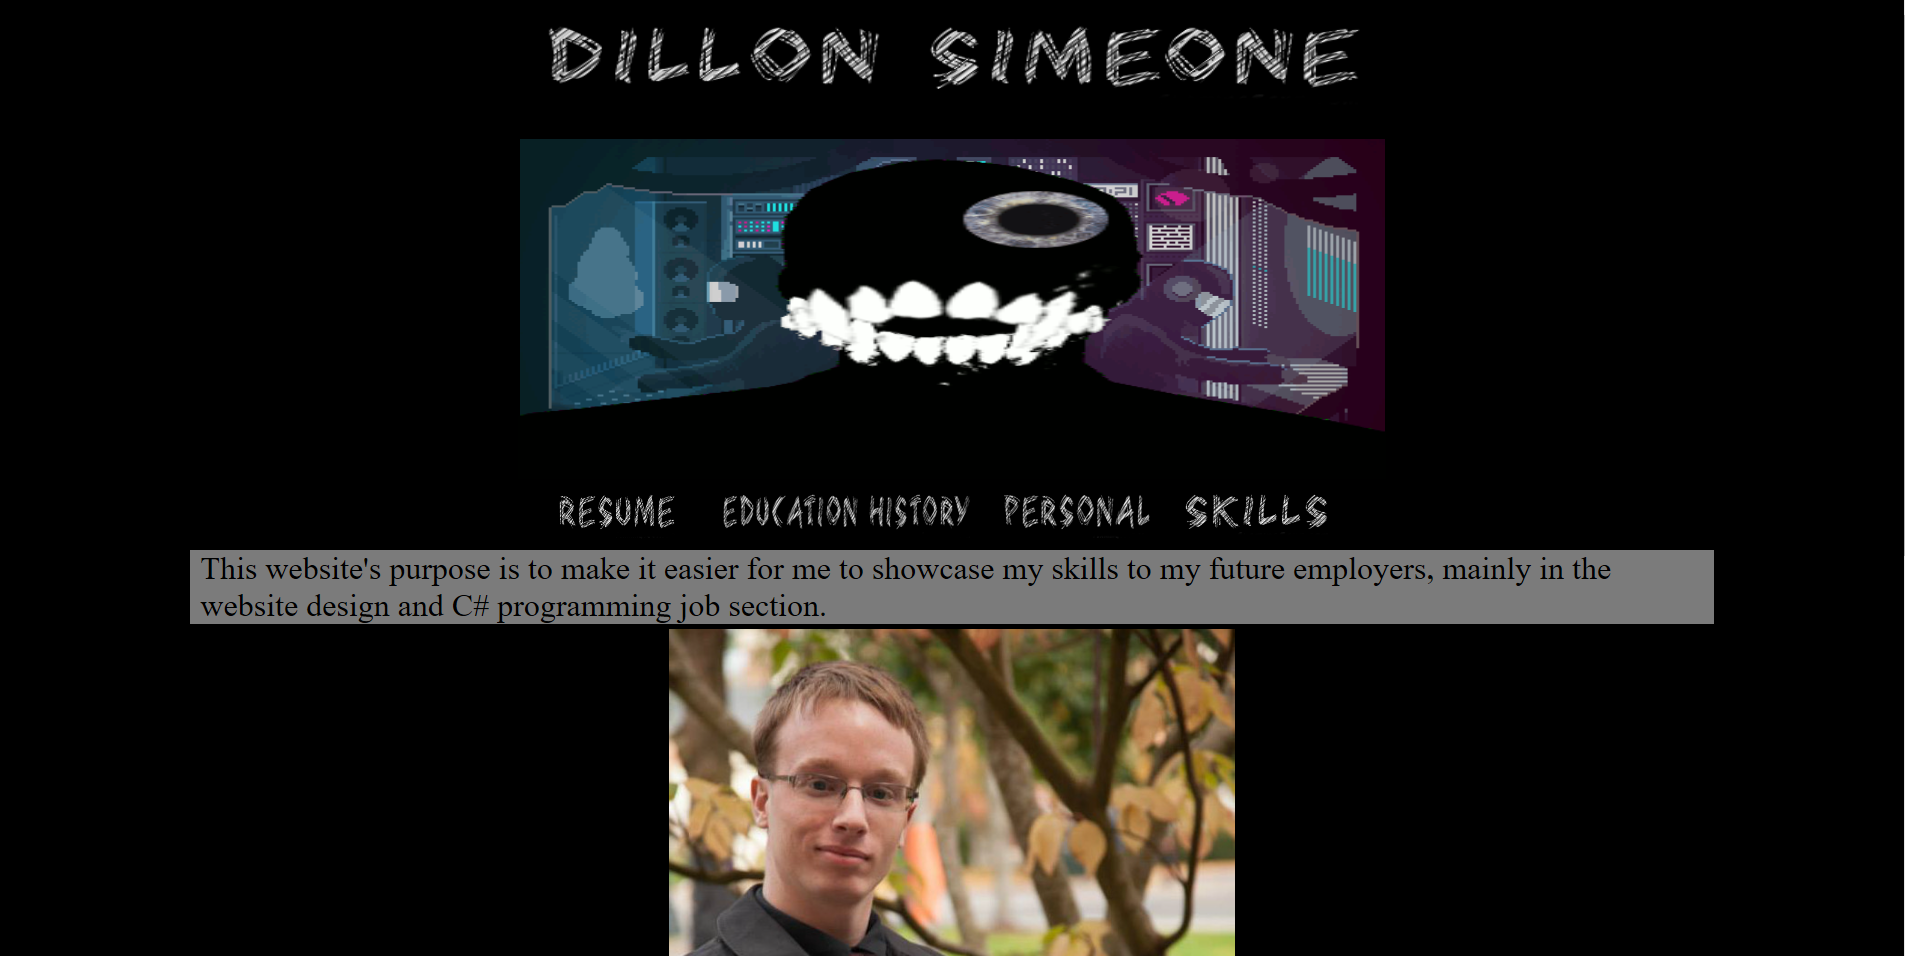 DILLON SIMEONE
RESUME EDUCATION HISTORY PERSONAL SKILLS
This website's purpose is to make it easier for me to showcase my skills to my future employers, mainly in the
website design and C# programming job section.